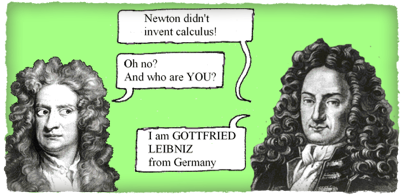 Newton didn't
invent calculus!
Oh no?
And who are YOU?
I am GOTTFRIED
LEIBNIZ
from Germany